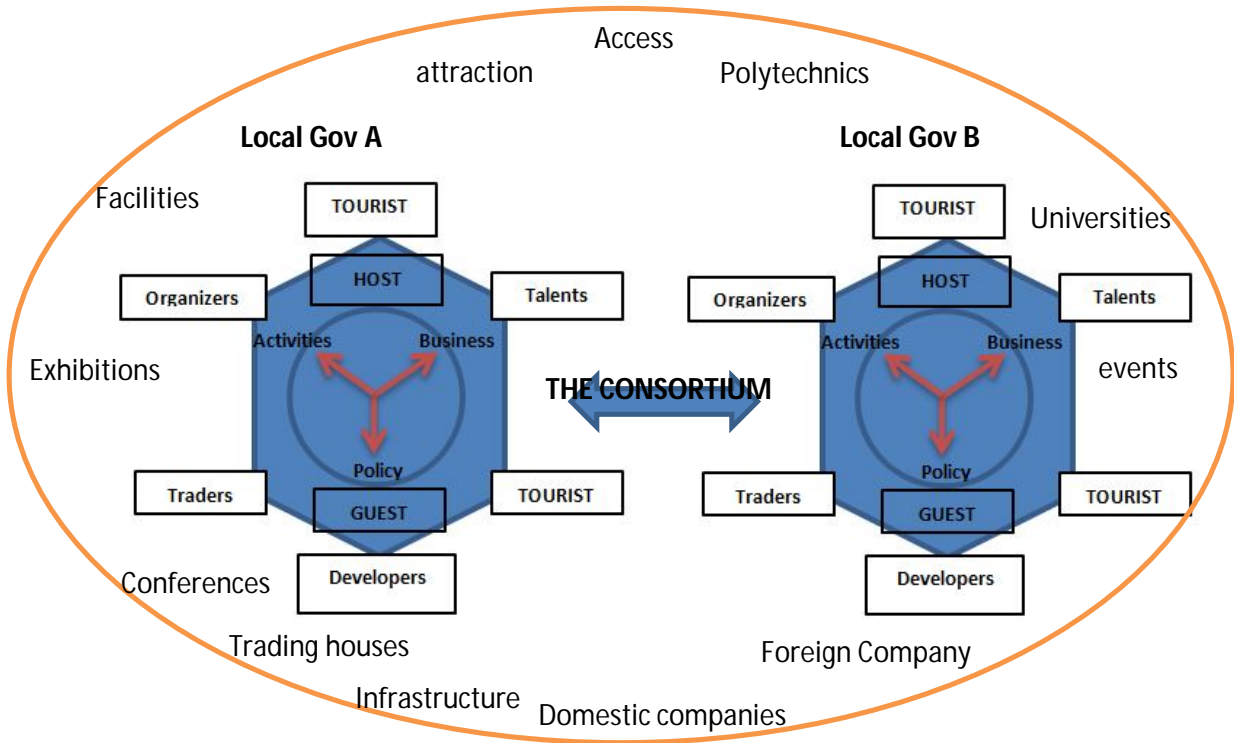 Access
attraction
Polytechnics
Local Gov A
Local Gov B
Facilities
TOURIST
TOURIST
Universities
HOST
HOST
Organizers
Talents
Organizers
Talents
Activities
Business
Activities
Business
Exhibitions
THE CONSORTIUM
events
Policy
Policy
Traders
TOURIST
Traders
TOURIST
GUEST
GUEST
Conferences
Developers
Developers
Trading houses
Foreign Company
Infrastructure
Domestic companies